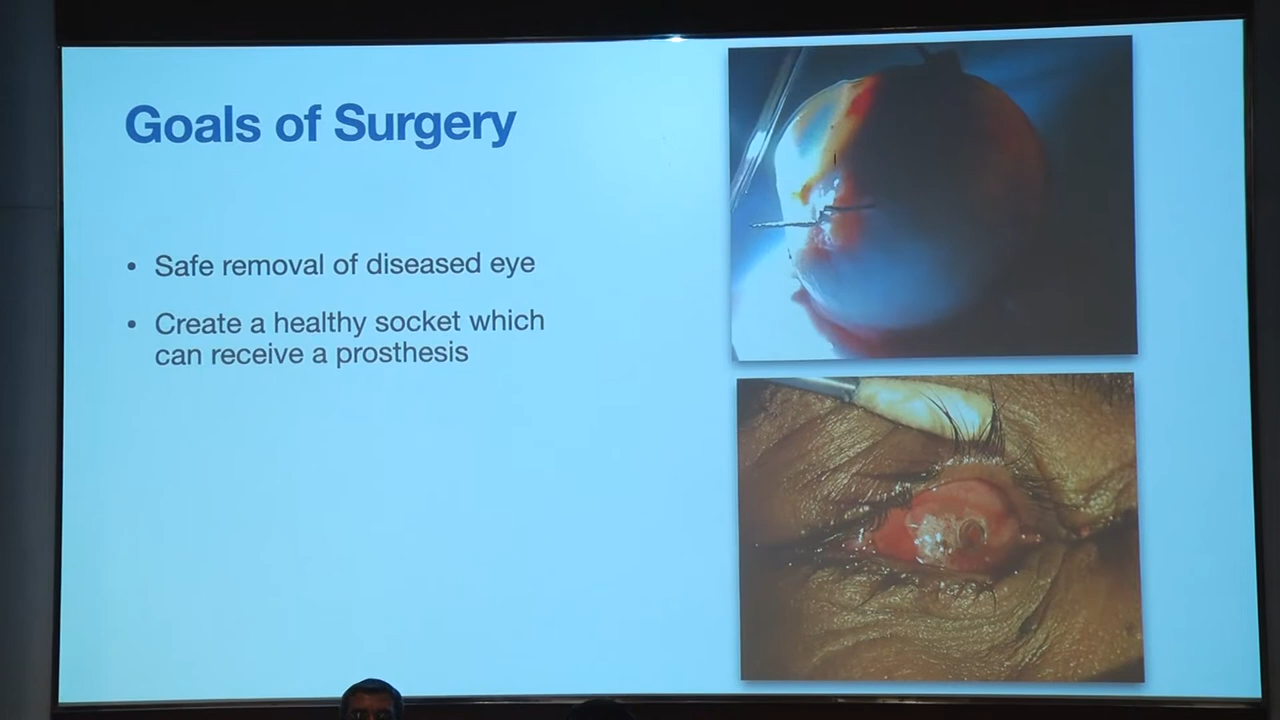 Goals of Surgery
• Safe removal of diseased eye
• Create a healthy socket which
can receive a prosthesis